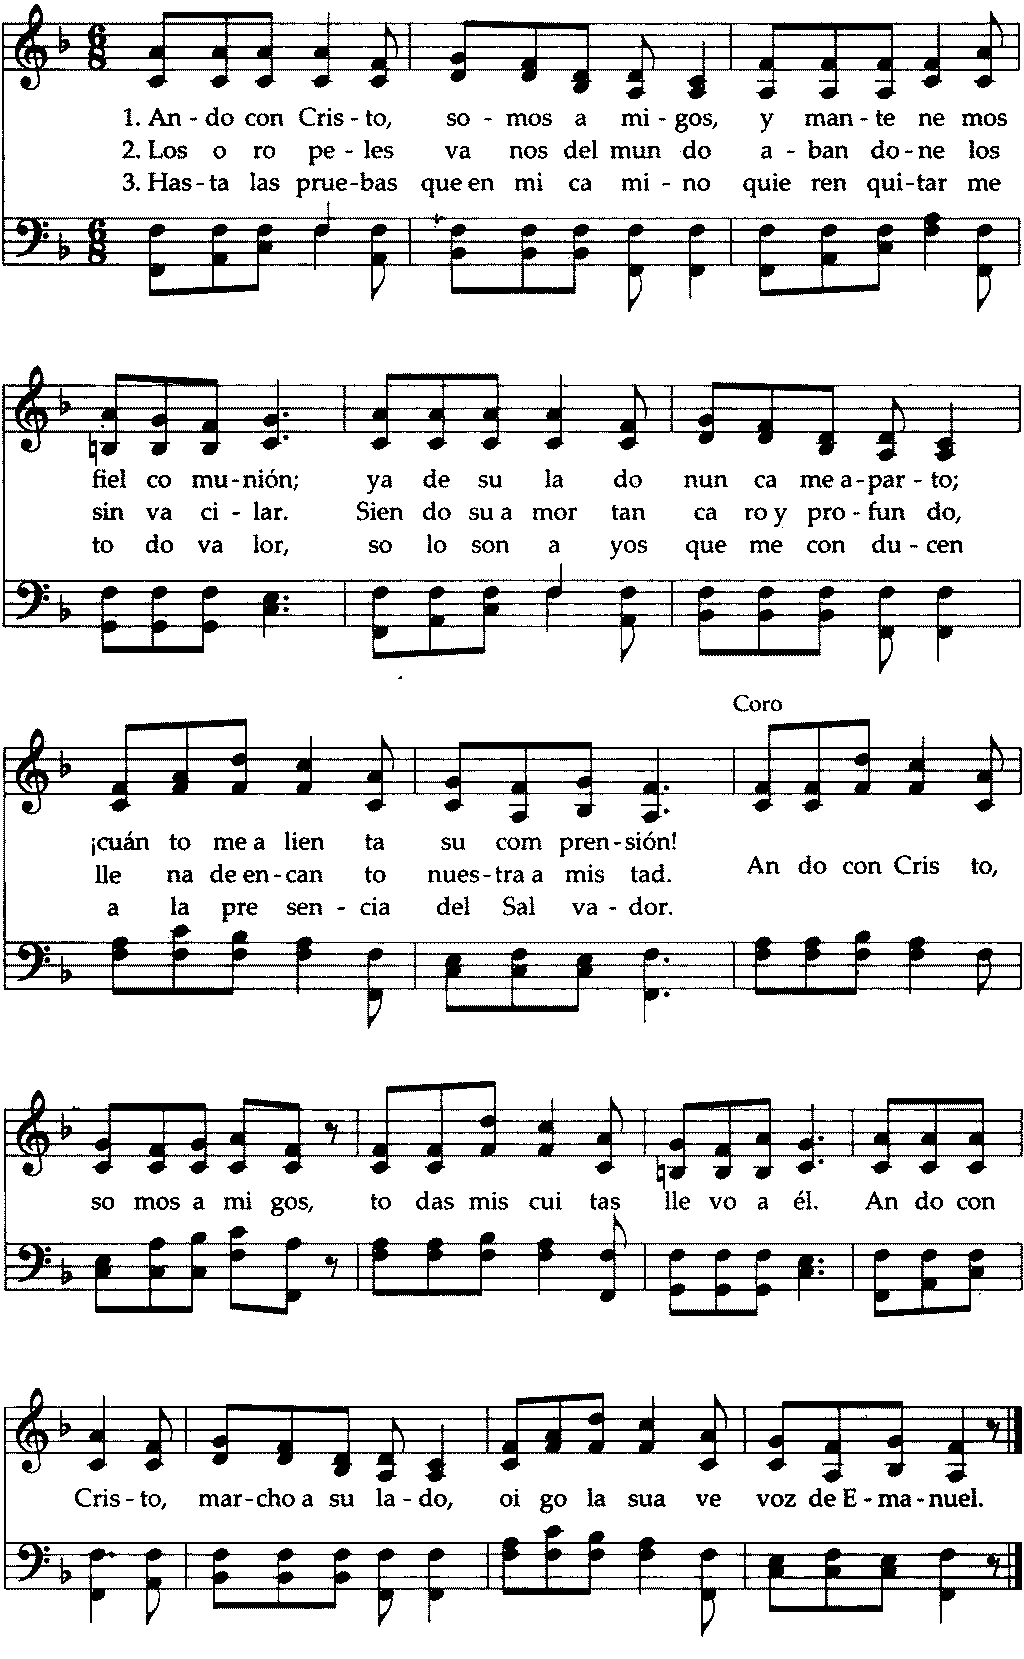 1. An - do con Cris - to, so - mos a mi - gos, y man - te ne mos
2. Los o ro pe - les va nos del mun do a - ban do - ne los
3. Has - ta las prue - bas que en mi ca mi - no quie ren qui - tar me
fiel co mu - nión; ya de su la do nun ca me a - par - to;
sin va ci - lar. Sien do su a mor tan ca ro y pro - fun do,
to do va lor, so lo son a yos que me con du - cen
Coro
¡cuán to me a lien ta su com pren - sión!
An do con Cris to,
lle na de en - can to nues - tra a mis tad.
a la pre sen - cia del Sal va - dor.
so mos a mi gos, to das mis cui tas lle vo a él. An do con
Cris - to, mar - cho a su la - do, oi go la sua ve voz de E - ma - nuel.